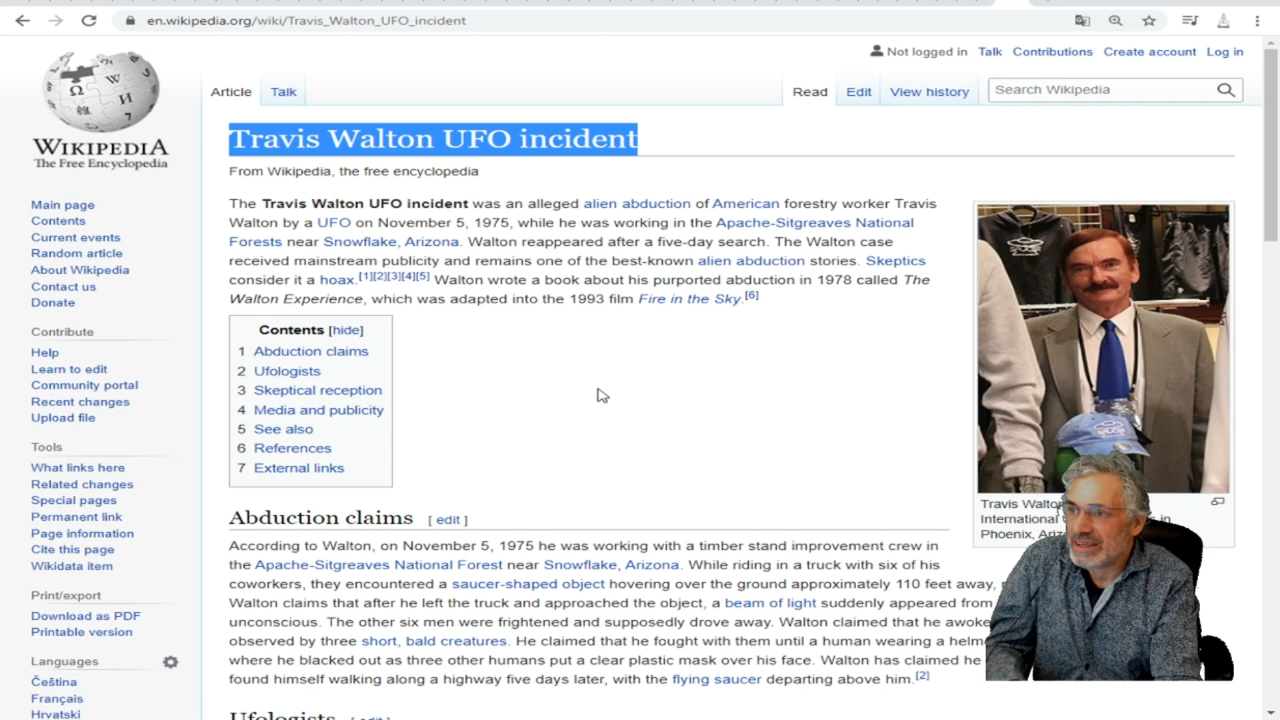 en.wikipedia.org/wiki/Travis_Walton_UFO_incident
Not logged in Talk Contributions Create account Log in
Article Talk Read Edit View history Search Wikipedia
WIKIPEDIA
The Free Encyclopedia
Main page
Contents
Current events
Random article
About Wikipedia
Contact us
Donate
Contribute
Help
Learn to edit
Community portal
Recent changes
Upload file
Tools
What links here
Related changes
Special pages
Permanent link
Page information
Cite this page
Wikidata item
Print/export
Download as PDF
Printable version
Languages
Čeština
Français
Hrvatski
Travis Walton UFO incident
From Wikipedia, the free encyclopedia
The Travis Walton UFO incident was an alleged alien abduction of American forestry worker Travis
Walton by a UFO on November 5, 1975, while he was working in the Apache-Sitgreaves National
Forests near Snowflake, Arizona. Walton reappeared after a five-day search. The Walton case
received mainstream publicity and remains one of the best-known alien abduction stories. Skeptics
consider it a hoax.[1][2][3][4][5] Walton wrote a book about his purported abduction in 1978 called The
Walton Experience, which was adapted into the 1993 film Fire in the Sky.[6]
Contents [hide]
1 Abduction claims
2 Ufologists
3 Skeptical reception
4 Media and publicity
5 See also
6 References
7 External links
Travis
International
in
Phoenix,
Abduction claims [ edit ]
According to Walton, on November 5, 1975 he was working with a timber stand improvement crew in
the Apache-Sitgreaves National Forest near Snowflake, Arizona. While riding in a truck with six of his
coworkers, they encountered a saucer-shaped object hovering over the ground approximately 110 feet away,
Walton claims that after he left the truck and approached the object, a beam of light suddenly appeared from
unconscious. The other six men were frightened and supposedly drove away. Walton claimed that he awoke
observed by three short, bald creatures. He claimed that he fought with them until a human wearing a
where he blacked out as three other humans put a clear plastic mask over his face. Walton has claimed he
found himself walking along a highway five days later, with the flying saucer departing above him.[2]
Ufologists [ edit ]